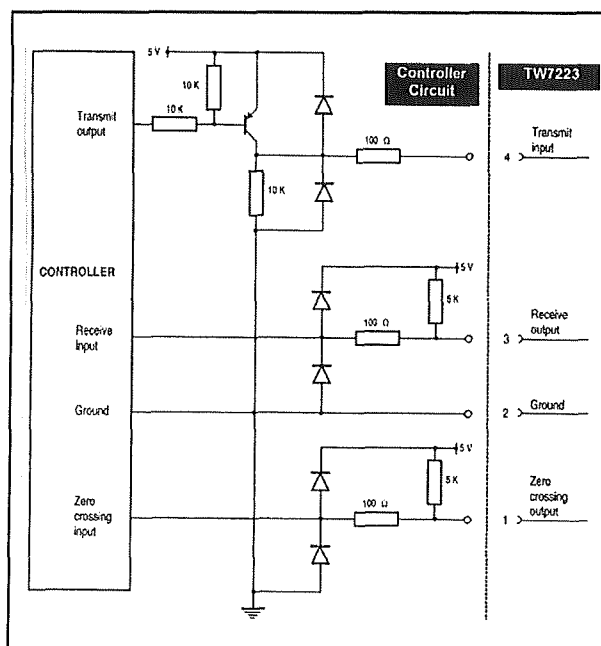 5 V
Controller Circuit
TW7223
10 K
10 K
Transmit output
100 Ω
4
Transmit input
10 K
CONTROLLER
5 V
5 K
Receive Input
100 Ω
3
Receive output
Ground
2
Ground
5 V
5 K
Zero crossing input
100 Ω
1
Zero crossing output